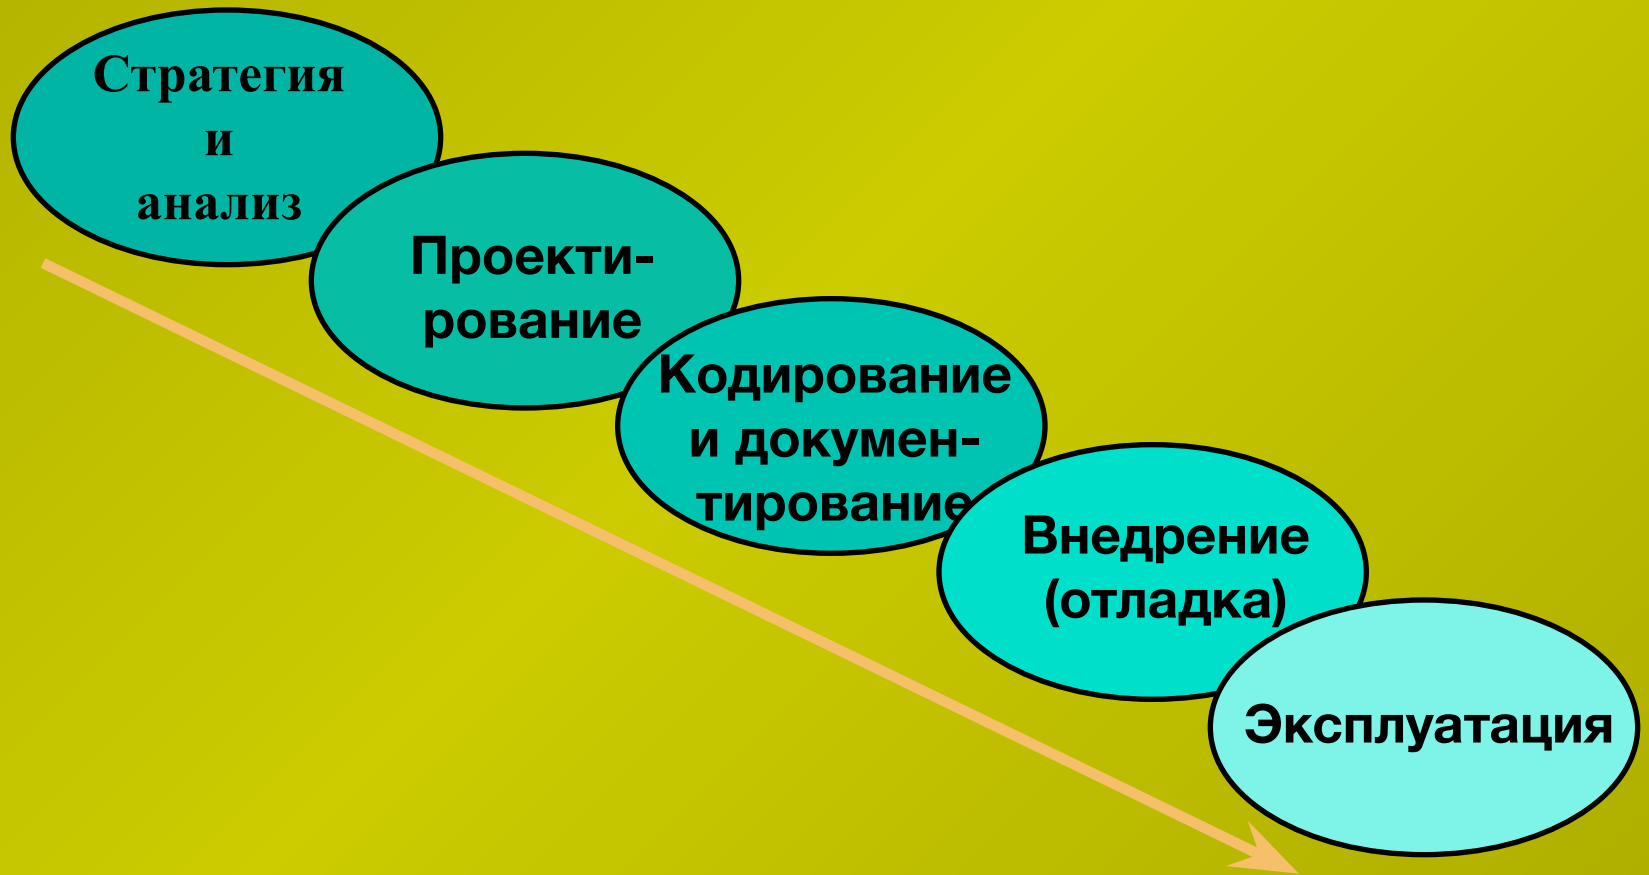 Стратегия
и
анализ
Проекти-
рование
Кодирование
и докумен-
тирование
Внедрение
(отладка)
Эксплуатация